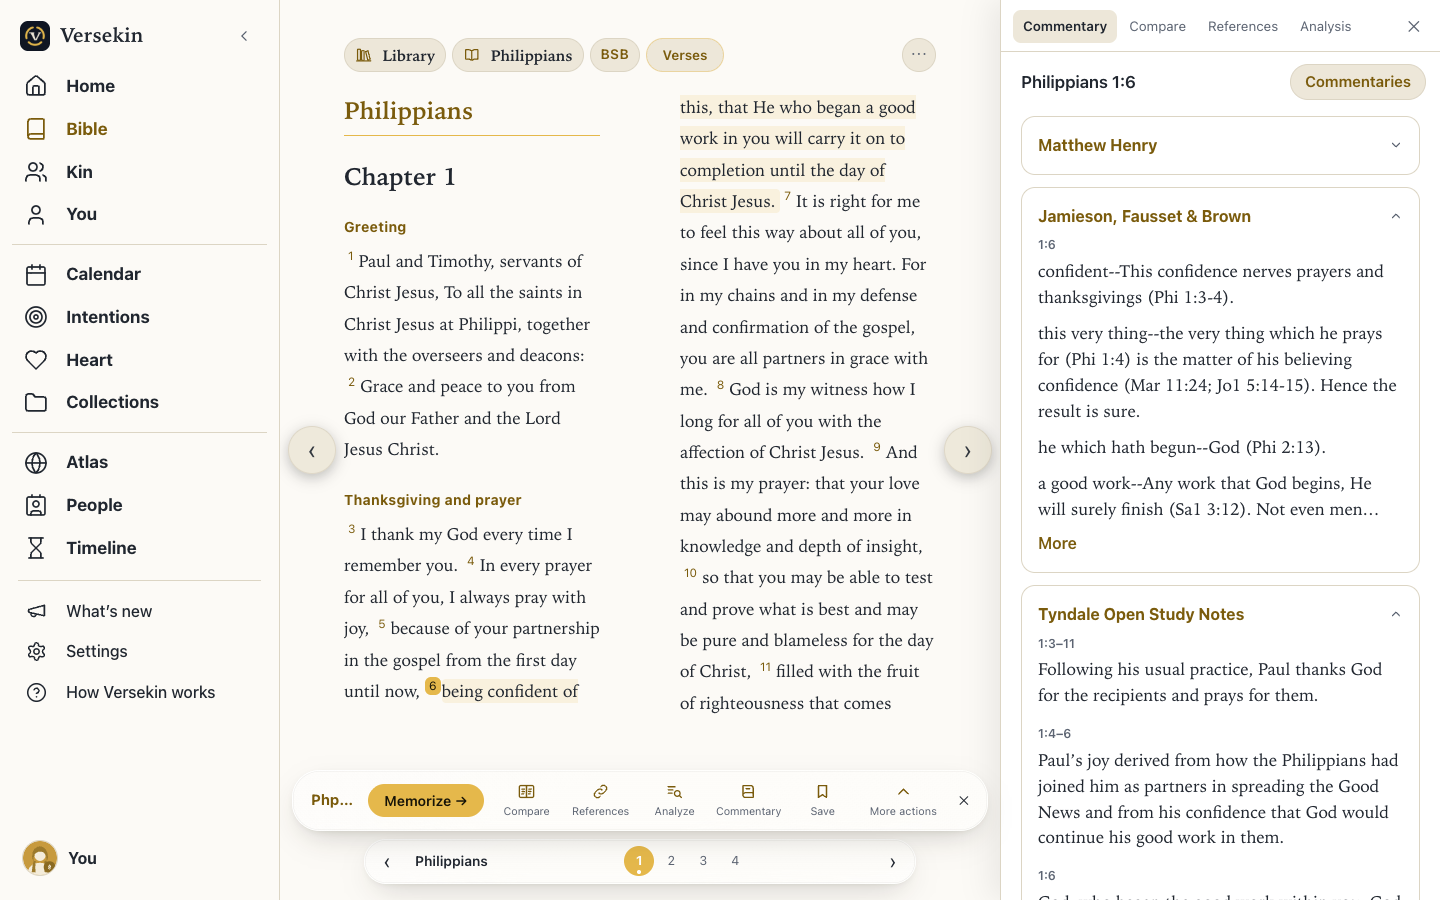 Versekin
Home
Bible
Kin
You
Calendar
Intentions
Heart
Collections
Atlas
People
Timeline
What's new
Settings
How Versekin works
You
Library
Philippians
BSB
Verses
Philippians
Chapter 1
Greeting
1 Paul and Timothy, servants of
Christ Jesus, To all the saints in
Christ Jesus at Philippi, together
with the overseers and deacons:
2 Grace and peace to you from
God our Father and the Lord
Jesus Christ.
Thanksgiving and prayer
3 I thank my God every time I
remember you. 4 In every prayer
for all of you, I always pray with
joy, 5 because of your partnership
in the gospel from the first day
until now, 6 being confident of
this, that He who began a good
work in you will carry it on to
completion until the day of
Christ Jesus. 7 It is right for me
to feel this way about all of you,
since I have you in my heart. For
in my chains and in my defense
and confirmation of the gospel,
you are all partners in grace with
me. 8 God is my witness how I
long for all of you with the
affection of Christ Jesus. 9 And
this is my prayer: that your love
may abound more and more in
knowledge and depth of insight,
10 so that you may be able to test
and prove what is best and may
be pure and blameless for the day
of Christ, 11 filled with the fruit
of righteousness that comes
Php...
Memorize →
Compare
References
Analyze
Commentary
Save
More actions
Philippians
1 2 3 4
Commentary
Compare
References
Analysis
Philippians 1:6
Commentaries
Matthew Henry
Jamieson, Fausset & Brown
1:6
confident--This confidence nerves prayers and
thanksgivings (Phi 1:3-4).
this very thing--the very thing which he prays
for (Phi 1:4) is the matter of his believing
confidence (Mar 11:24; Jo1 5:14-15). Hence the
result is sure.
he which hath begun--God (Phi 2:13).
a good work--Any work that God begins, He
will surely finish (Sa1 3:12). Not even men…
More
Tyndale Open Study Notes
1:3–11
Following his usual practice, Paul thanks God
for the recipients and prays for them.
1:4–6
Paul's joy derived from how the Philippians had
joined him as partners in spreading the Good
News and from his confidence that God would
continue his good work in them.
1:6